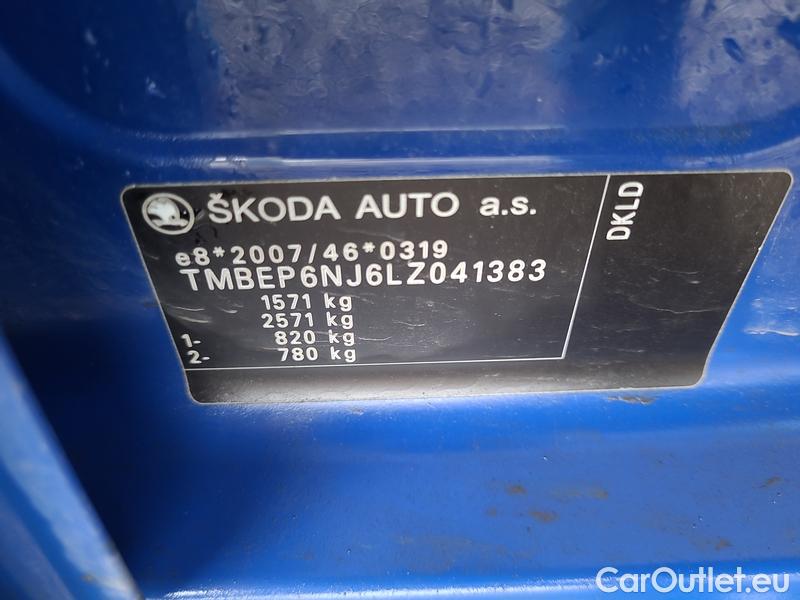 ŠKODA AUTO a.s.
e8*2007/46*0319
TMBEP6NJ6LZ041383
1571 kg
2571 kg
1- 820 kg
2- 780 kg
DKLD
CarOutlet.eu